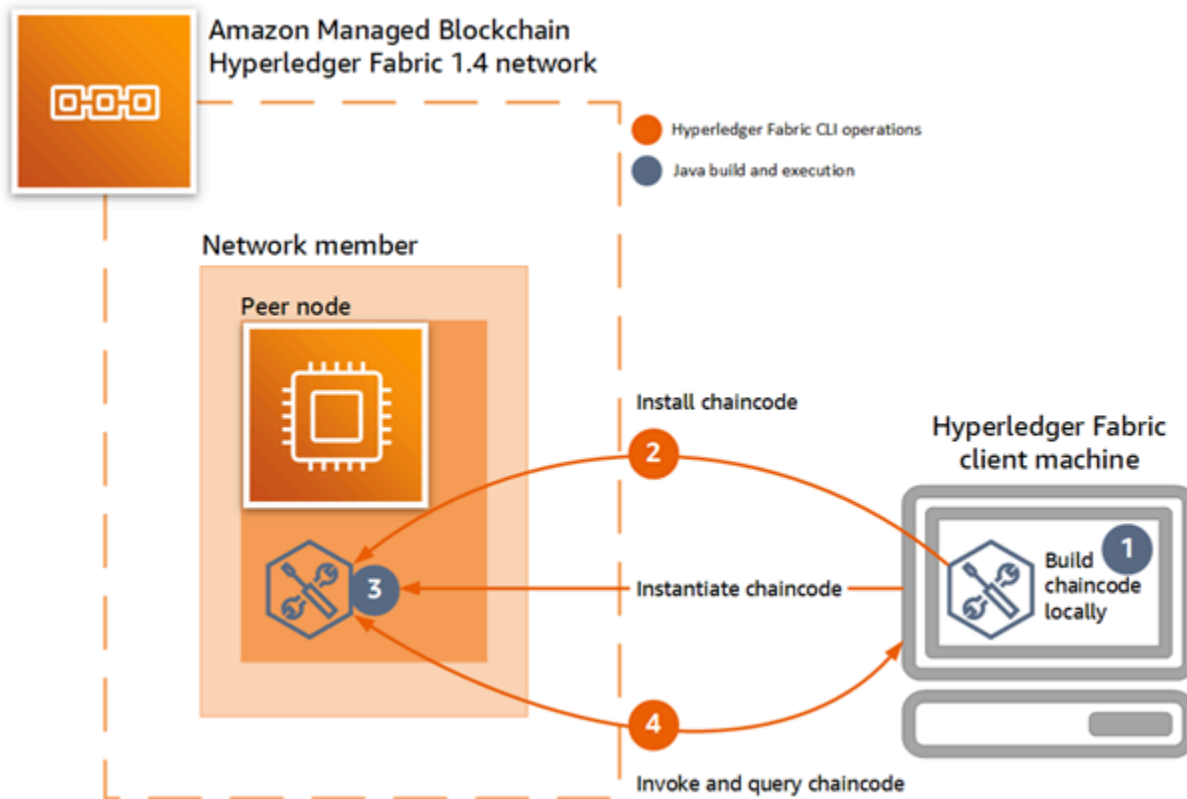 Amazon Managed Blockchain
Hyperledger Fabric 1.4 network
Hyperledger Fabric CLI operations
Java build and execution
Network member
Peer node
Install chaincode
2
Hyperledger Fabric
client machine
1
Build
chaincode
locally
3
Instantiate chaincode
4
Invoke and query chaincode